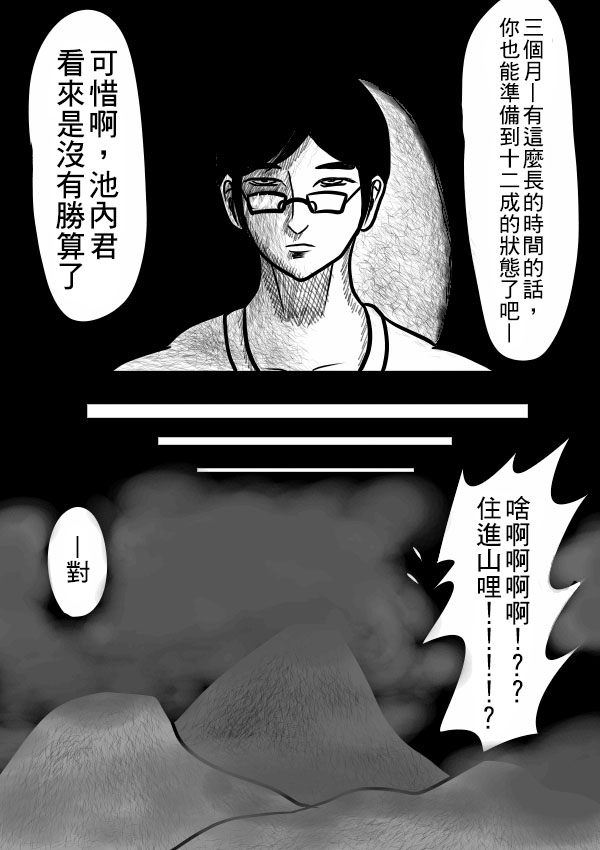 三個月—有這麼長的時間的話，
你也能準備到十二成的狀態了吧—
可惜啊，池內君
看來是沒有勝算了
啥啊啊啊啊!???
住進山哩!!!!!?
—對